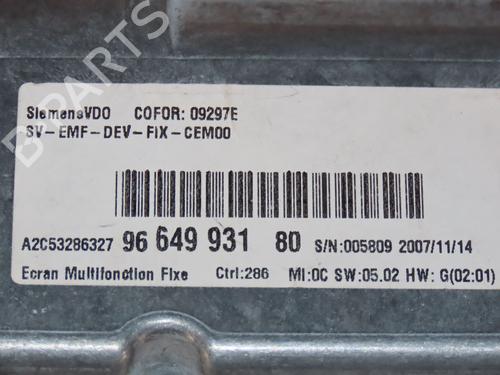 B PARTS
SiemensVDO COFOR: 09297E
SV-EMF-DEV-FIX-CEM00
A2C53286327 96 649 931 80 S/N:005809 2007/11/14
Ecran Multifonction Fixe Ctrl:286 MI:0C SW:05.02 HW: G(02:01)